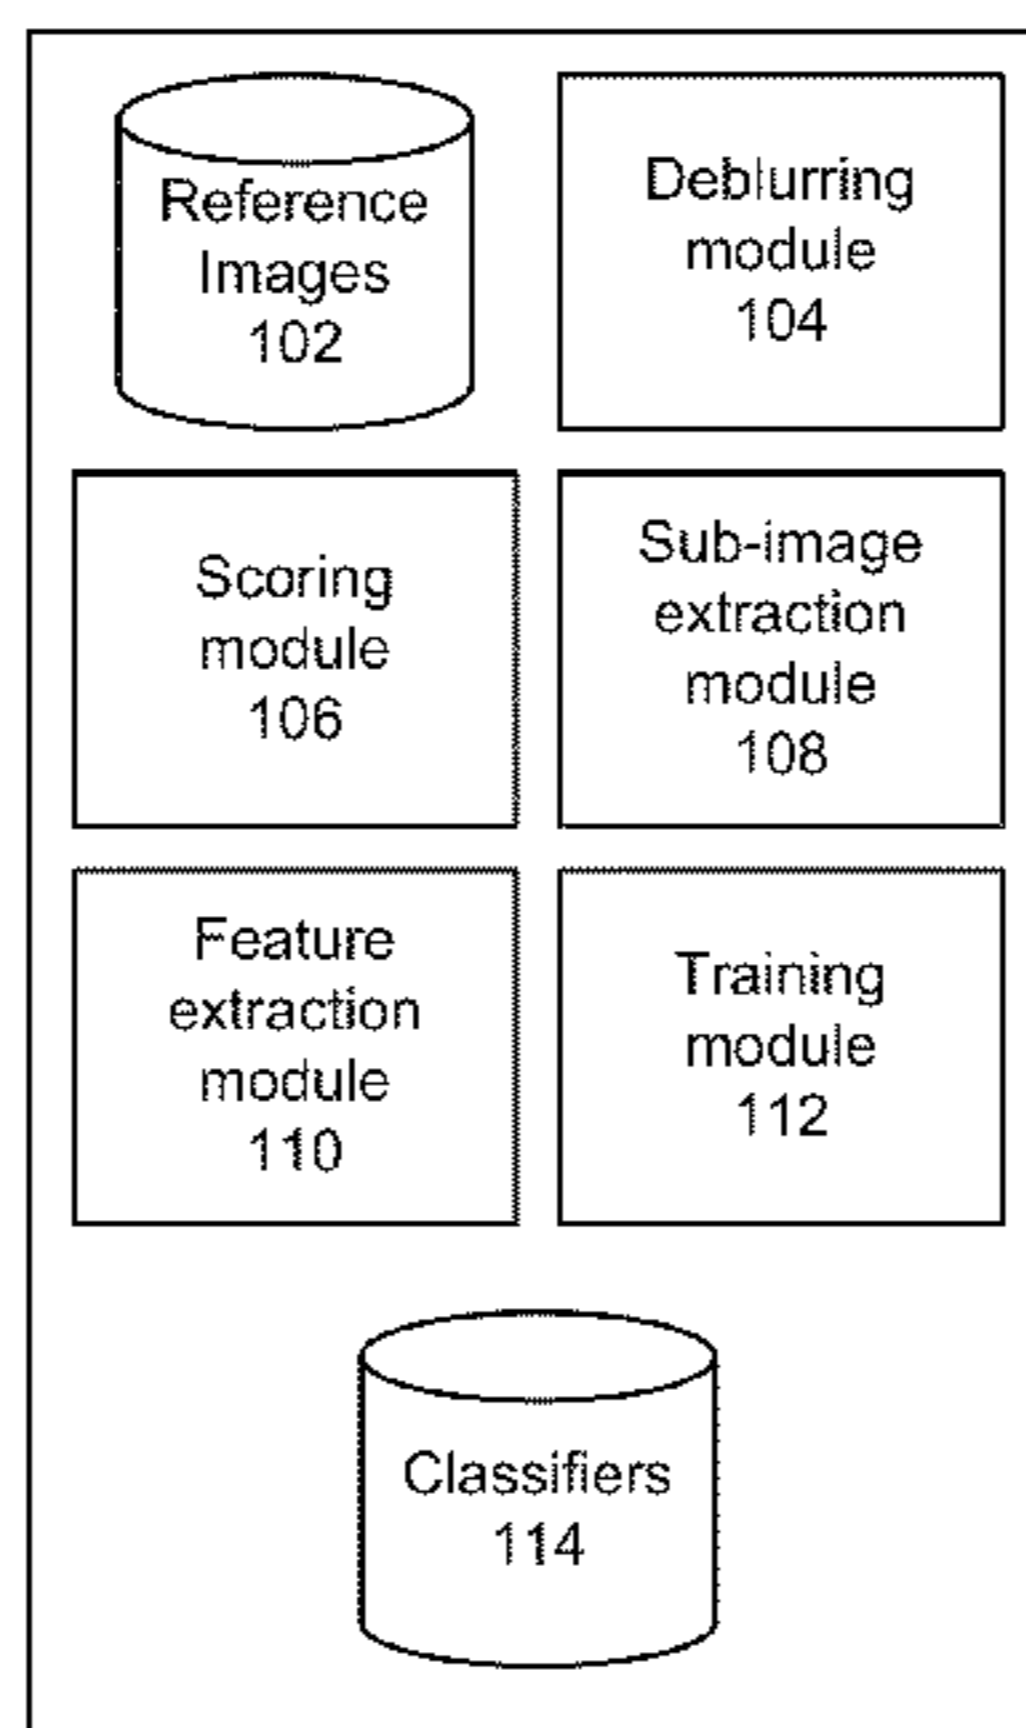 Reference
Images
102
Deblurring
module
104
Scoring
module
106
Sub-image
extraction
module
108
Feature
extraction
module
110
Training
module
112
Classifiers
114